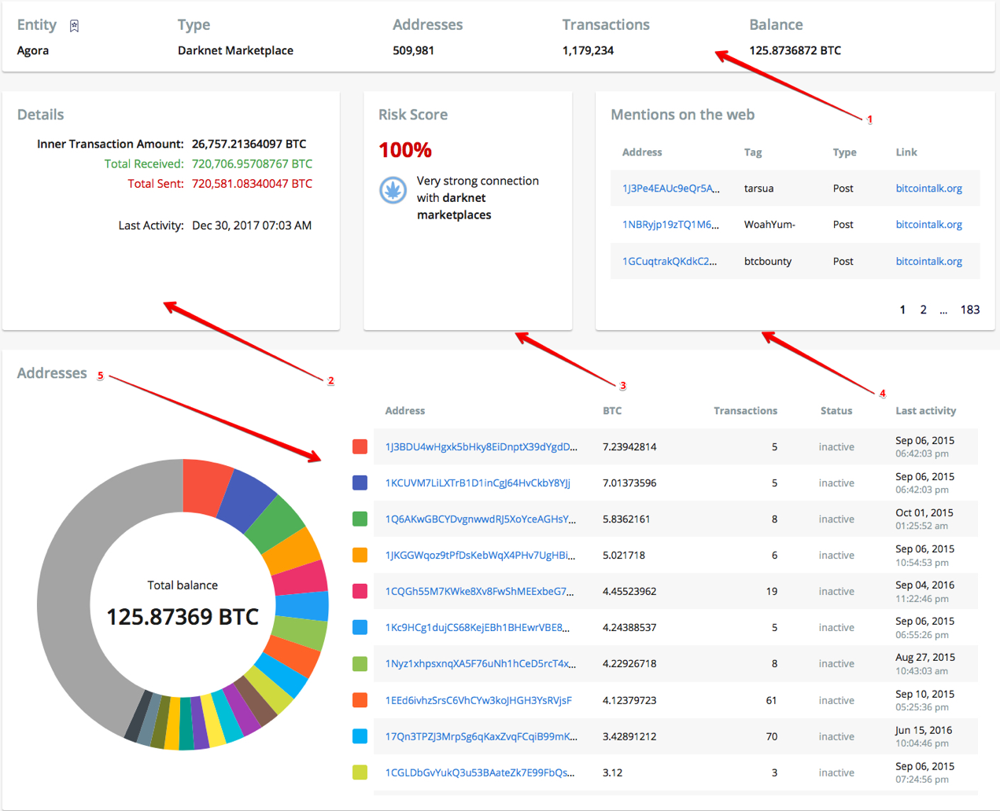 Entity Type Addresses Transactions Balance
Agora Darknet Marketplace 509,981 1,179,234 125.8736872 BTC
1
Details
Inner Transaction Amount: 26,757.21364097 BTC
Total Received: 720,706.95708767 BTC
Total Sent: 720,581.08340047 BTC
Last Activity: Dec 30, 2017 07:03 AM
2
Risk Score
100%
Very strong connection
with darknet
marketplaces
3
Mentions on the web
Address Tag Type Link
1J3Pe4EAUc9eQr5A... tarsua Post bitcointalk.org
1NBRyjp19zTQ1M6... WoahYum- Post bitcointalk.org
1GCuqtrakQKdkC2... btcbounty Post bitcointalk.org
1 2 ... 183
4
Addresses 5
Total balance
125.87369 BTC
Address BTC Transactions Status Last activity
1J3BDU4wHgxk5bHky8EiDnptX39dYgdD... 7.23942814 5 inactive Sep 06, 2015
06:42:03 pm
1KCUVM7LiLXTrB1D1inCgJ64HvCkbY8YJj 7.01373596 5 inactive Sep 06, 2015
06:42:03 pm
1Q6AKwGBCYDvgnwwdRJ5XoYceAGHsY... 5.8362161 8 inactive Oct 01, 2015
01:25:52 am
1JKGGWqoz9tPfDsKebWqX4PHv7UgHBi... 5.021718 6 inactive Sep 06, 2015
10:54:53 pm
1CQGh55M7KWke8Xv8FwShMEExbeG7... 4.45523962 19 inactive Sep 04, 2016
11:22:46 pm
1Kc9HCg1dujCS68KejEBh1BHEwrVBE8... 4.24388537 5 inactive Sep 06, 2015
06:55:26 pm
1Nyz1xhpsxnqXA5F76uNh1hCeD5rcT4x... 4.22926718 8 inactive Aug 27, 2015
10:43:03 am
1EEd6ivhzSrsC6VhCYw3koJHGH3YsRVjsF 4.12379723 61 inactive Sep 10, 2015
05:25:36 pm
17Qn3TPZJ3MrpSg6qKaxZvqFCqiB99mK... 3.42891212 70 inactive Jun 15, 2016
10:04:46 pm
1CGLDbGvYukQ3u53BAateZk7E99FbQs... 3.12 3 inactive Sep 06, 2015
07:24:56 pm